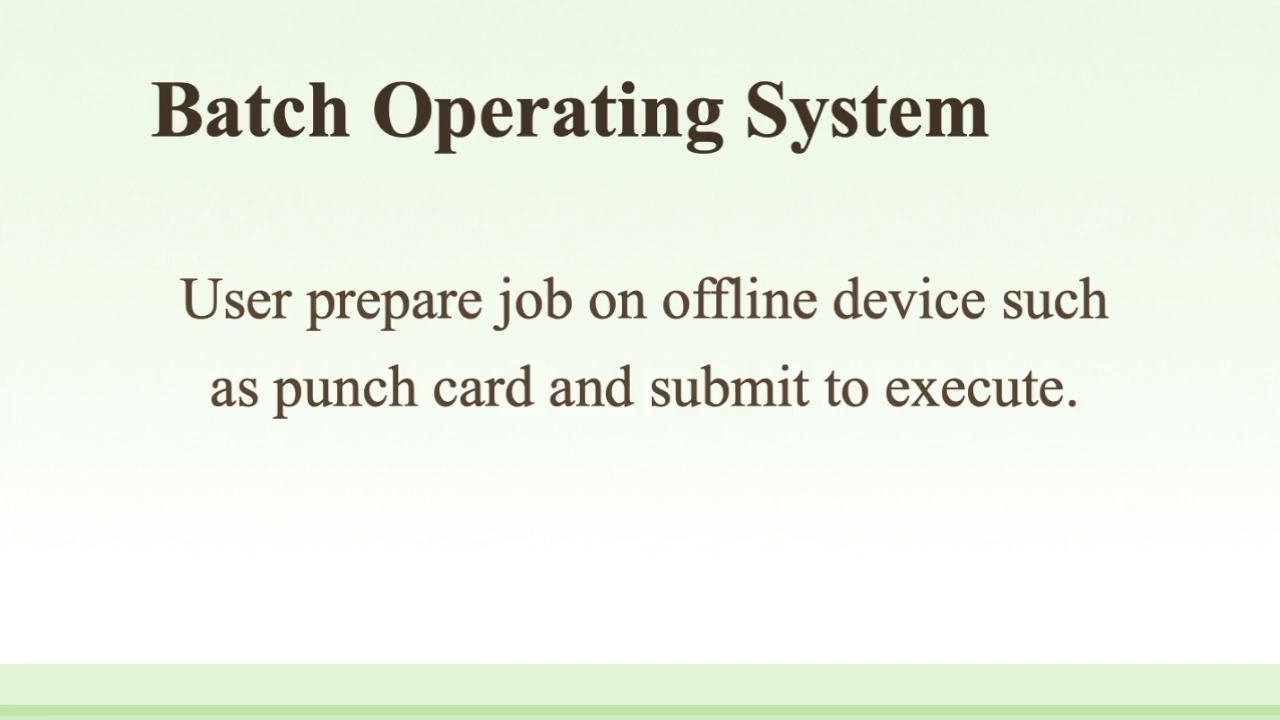 Batch Operating System
User prepare job on offline device such
as punch card and submit to execute.